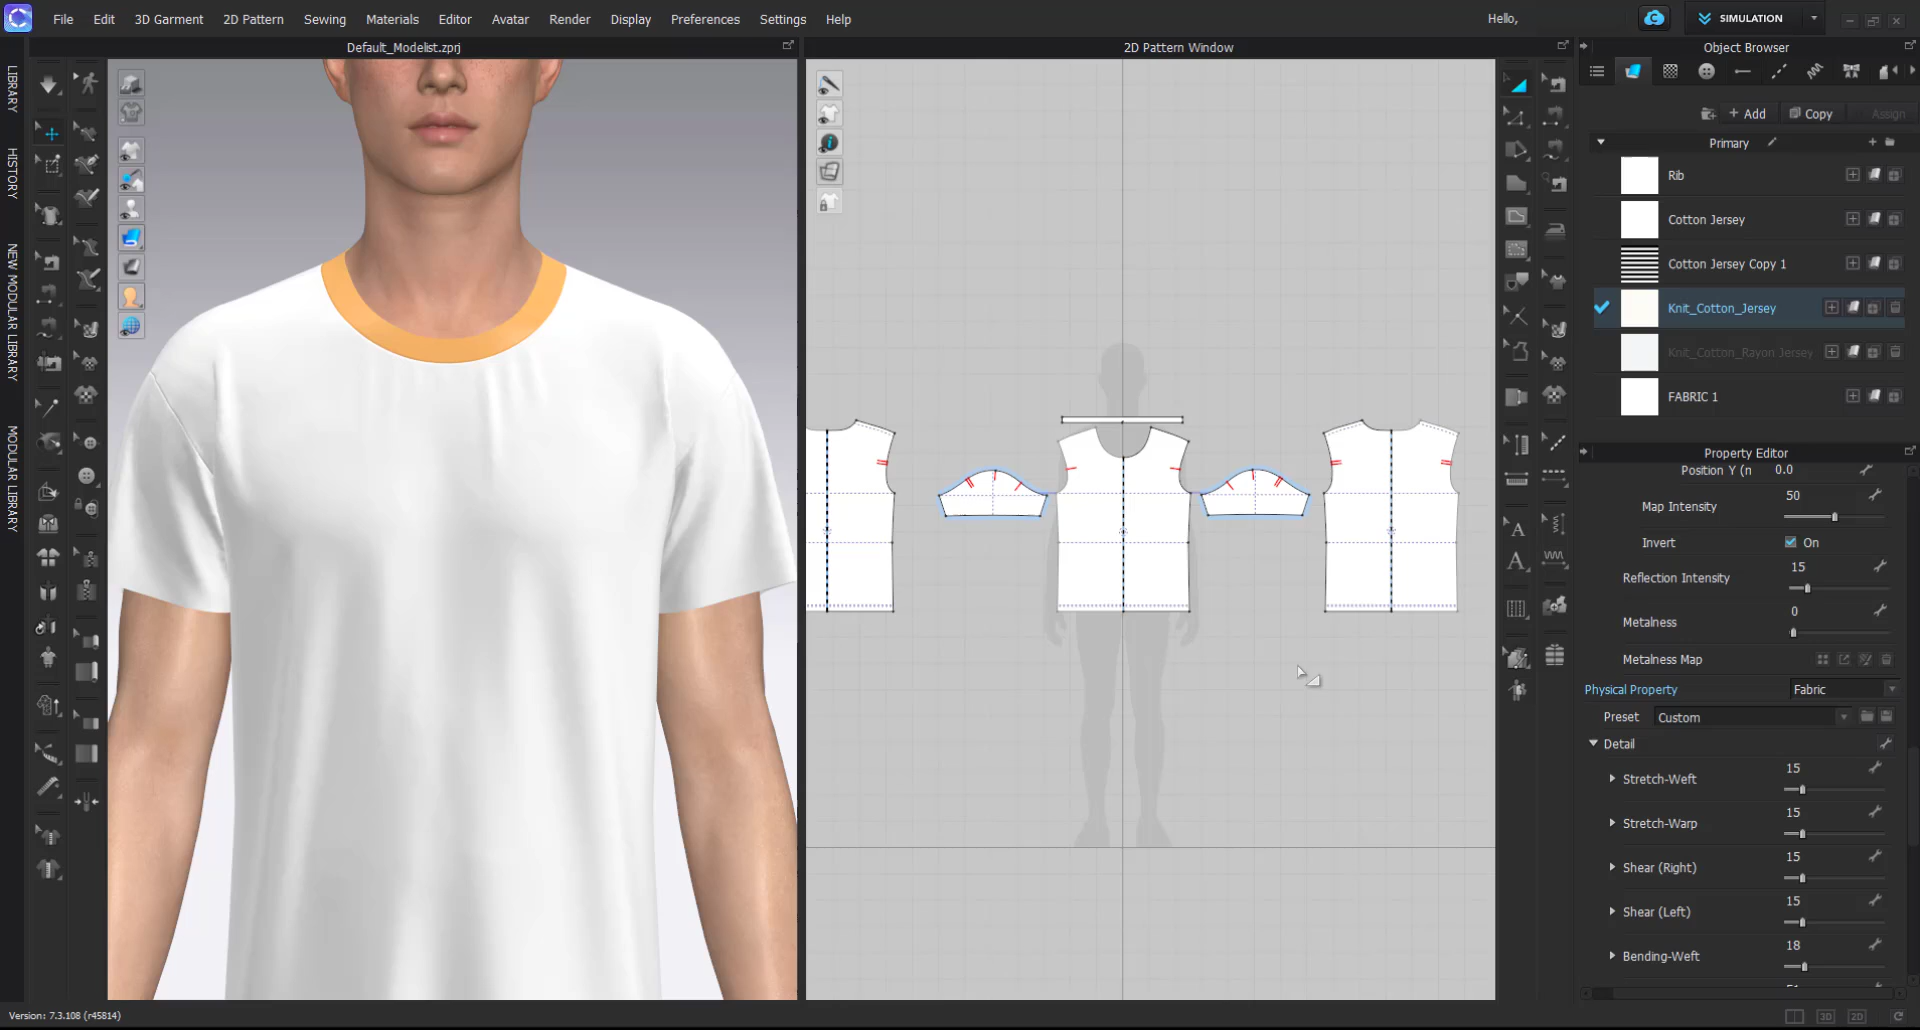 File Edit 3D Garment 2D Pattern Sewing Materials Editor Avatar Render Display Preferences Settings Help
Hello,
SIMULATION
Default_Modelist.zprj
2D Pattern Window
Object Browser
LIBRARY
HISTORY
NEW MODULAR LIBRARY
MODULAR LIBRARY
+ Add
Copy
Assign
Primary
Rib
Cotton Jersey
Cotton Jersey Copy 1
Knit_Cotton_Jersey
Knit_Cotton_Rayon Jersey
FABRIC 1
Property Editor
Position Y (n 0.0
Map Intensity 50
Invert On
Reflection Intensity 15
Metalness 0
Metalness Map
Physical Property Fabric
Preset Custom
Detail
Stretch-Weft 15
Stretch-Warp 15
Shear (Right) 15
Shear (Left) 15
Bending-Weft 18
Version: 7.3.108 (r45814)
3D 2D